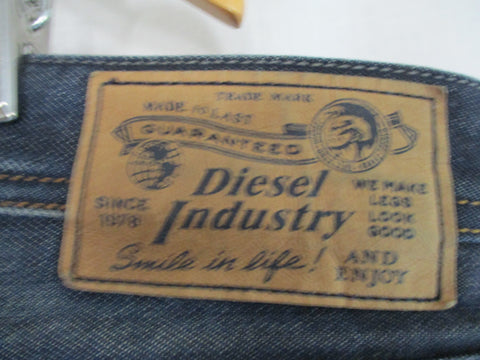 TRADE MARK
MADE TO LAST
GUARANTEED
Diesel
Industry
SINCE
1978
WE MAKE
LEGS
LOOK
GOOD
Smile in life!
AND
ENJOY